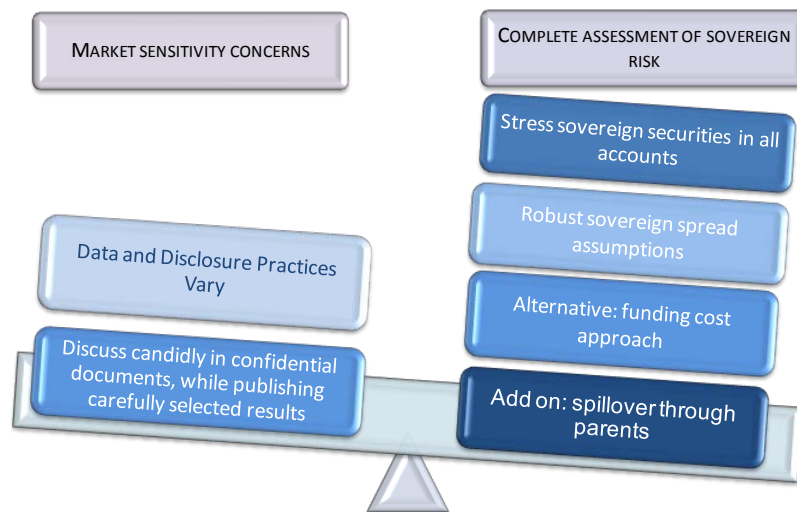 MARKET SENSITIVITY CONCERNS
Data and Disclosure Practices
Vary
Discuss candidly in confidential
documents, while publishing
carefully selected results
COMPLETE ASSESSMENT OF SOVEREIGN
RISK
Stress sovereign securities in all
accounts
Robust sovereign spread
assumptions
Alternative: funding cost
approach
Add on: spillover through
parents